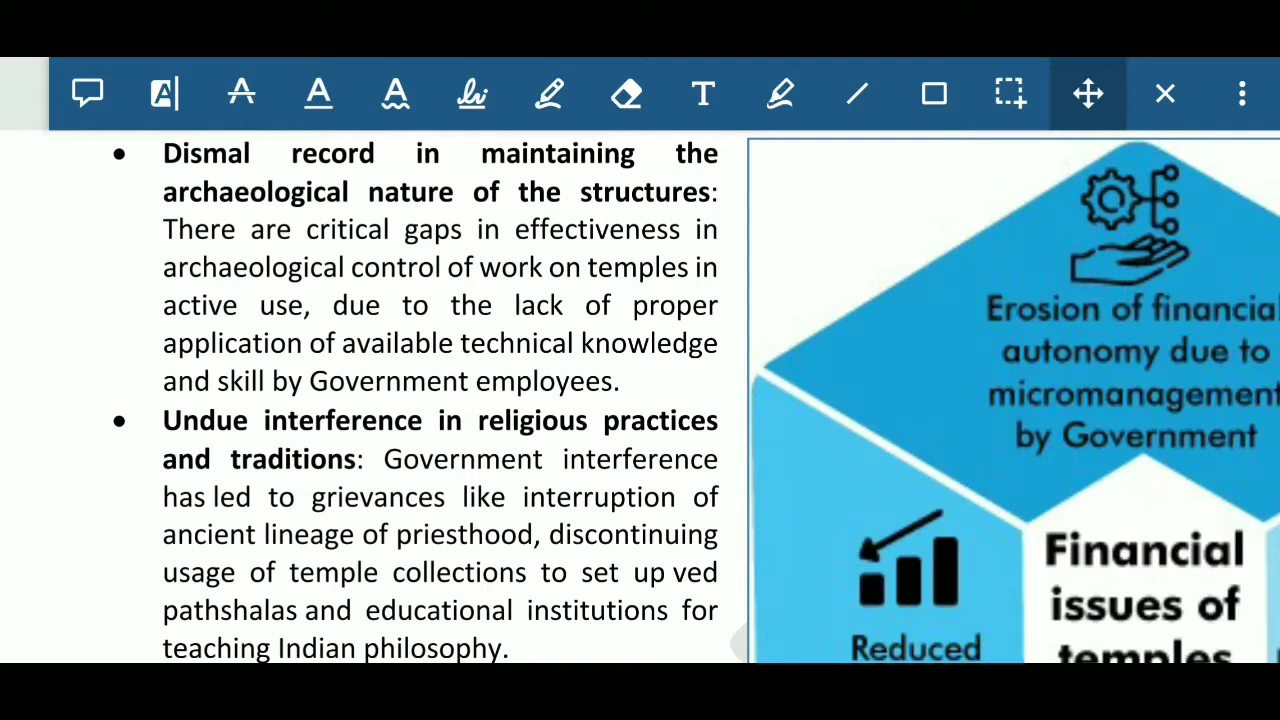 Dismal record in maintaining the
archaeological nature of the structures:
There are critical gaps in effectiveness in
archaeological control of work on temples in
active use, due to the lack of proper
application of available technical knowledge
and skill by Government employees.
Undue interference in religious practices
and traditions: Government interference
has led to grievances like interruption of
ancient lineage of priesthood, discontinuing
usage of temple collections to set up ved
pathshalas and educational institutions for
teaching Indian philosophy.
Erosion of financial
autonomy due to
micromanagement
by Government
Reduced
Financial
issues of
temples